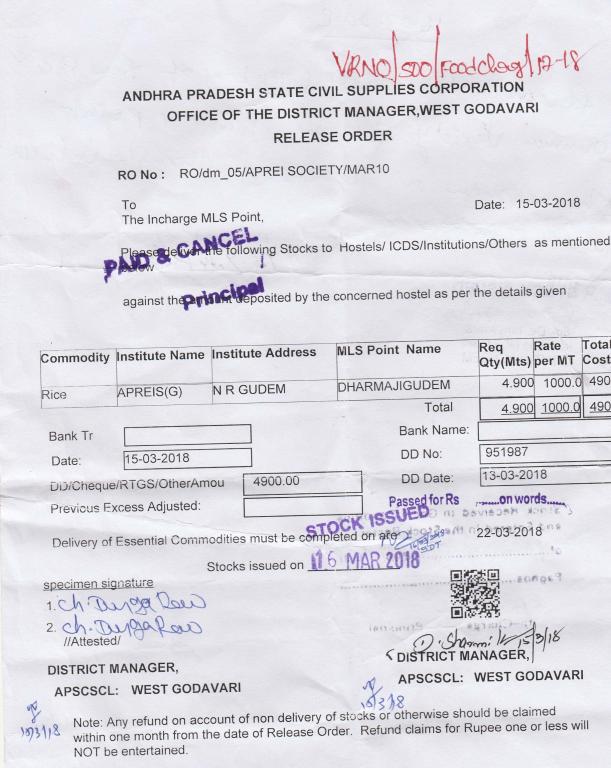 VRNO/500/Foodchag/17-18
ANDHRA PRADESH STATE CIVIL SUPPLIES CORPORATION
OFFICE OF THE DISTRICT MANAGER,WEST GODAVARI
RELEASE ORDER
RO No : RO/dm_05/APREI SOCIETY/MAR10
To Date: 15-03-2018
The Incharge MLS Point,
Please deliver the following Stocks to Hostels/ ICDS/Institutions/Others as mentioned
below
PAID & CANCEL
Principal
against the amount deposited by the concerned hostel as per the details given
Commodity Institute Name Institute Address MLS Point Name Req Qty(Mts) Rate per MT Total Cost
Rice APREIS(G) N R GUDEM DHARMAJIGUDEM 4.900 1000.0 490
Total 4.900 1000.0 490
Bank Tr Bank Name:
Date: 15-03-2018 DD No: 951987
DD/Cheque/RTGS/OtherAmou 4900.00 DD Date: 13-03-2018
Previous Excess Adjusted:
Passed for Rs ........on words.....
STOCK ISSUED
Delivery of Essential Commodities must be completed on are 22-03-2018
Stocks issued on 16 MAR 2018
specimen signature
1. Ch. Durga Rao
2. Ch. Durga Rao
//Attested/
15/3/18
DISTRICT MANAGER, DISTRICT MANAGER,
APSCSCL: WEST GODAVARI APSCSCL: WEST GODAVARI
Note: Any refund on account of non delivery of stocks or otherwise should be claimed
within one month from the date of Release Order. Refund claims for Rupee one or less will
NOT be entertained.